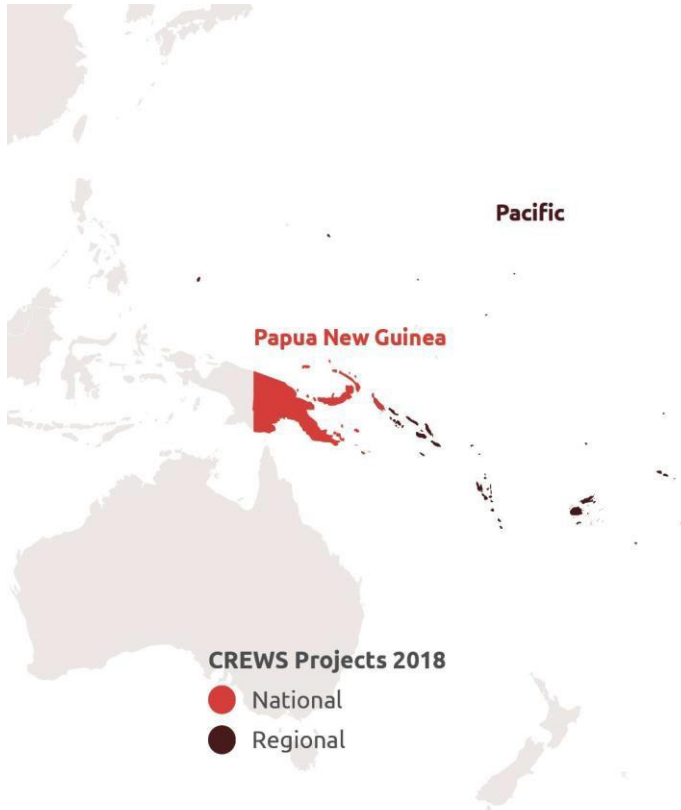 Pacific
Papua New Guinea
CREWS Projects 2018
National
Regional